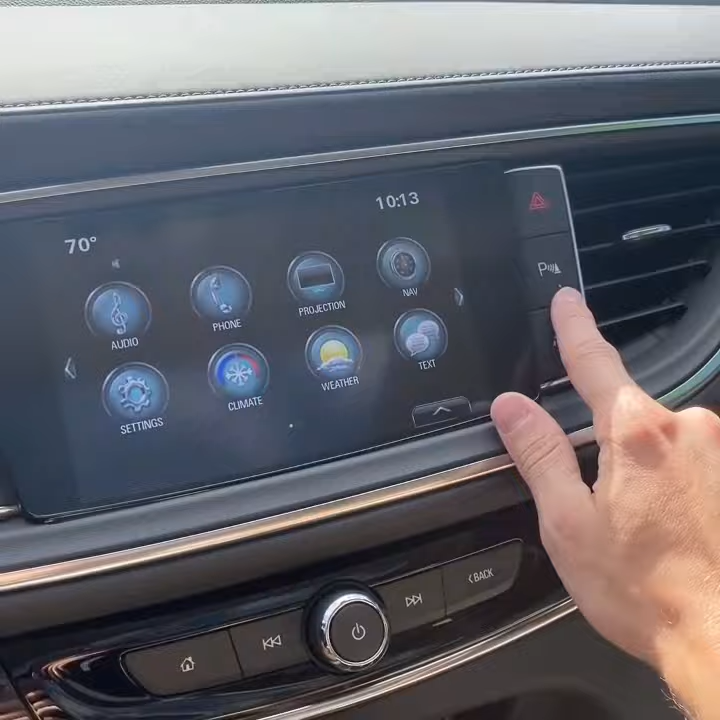 10:13
70°
AUDIO
PHONE
PROJECTION
NAV
SETTINGS
CLIMATE
WEATHER
TEXT
P
BACK